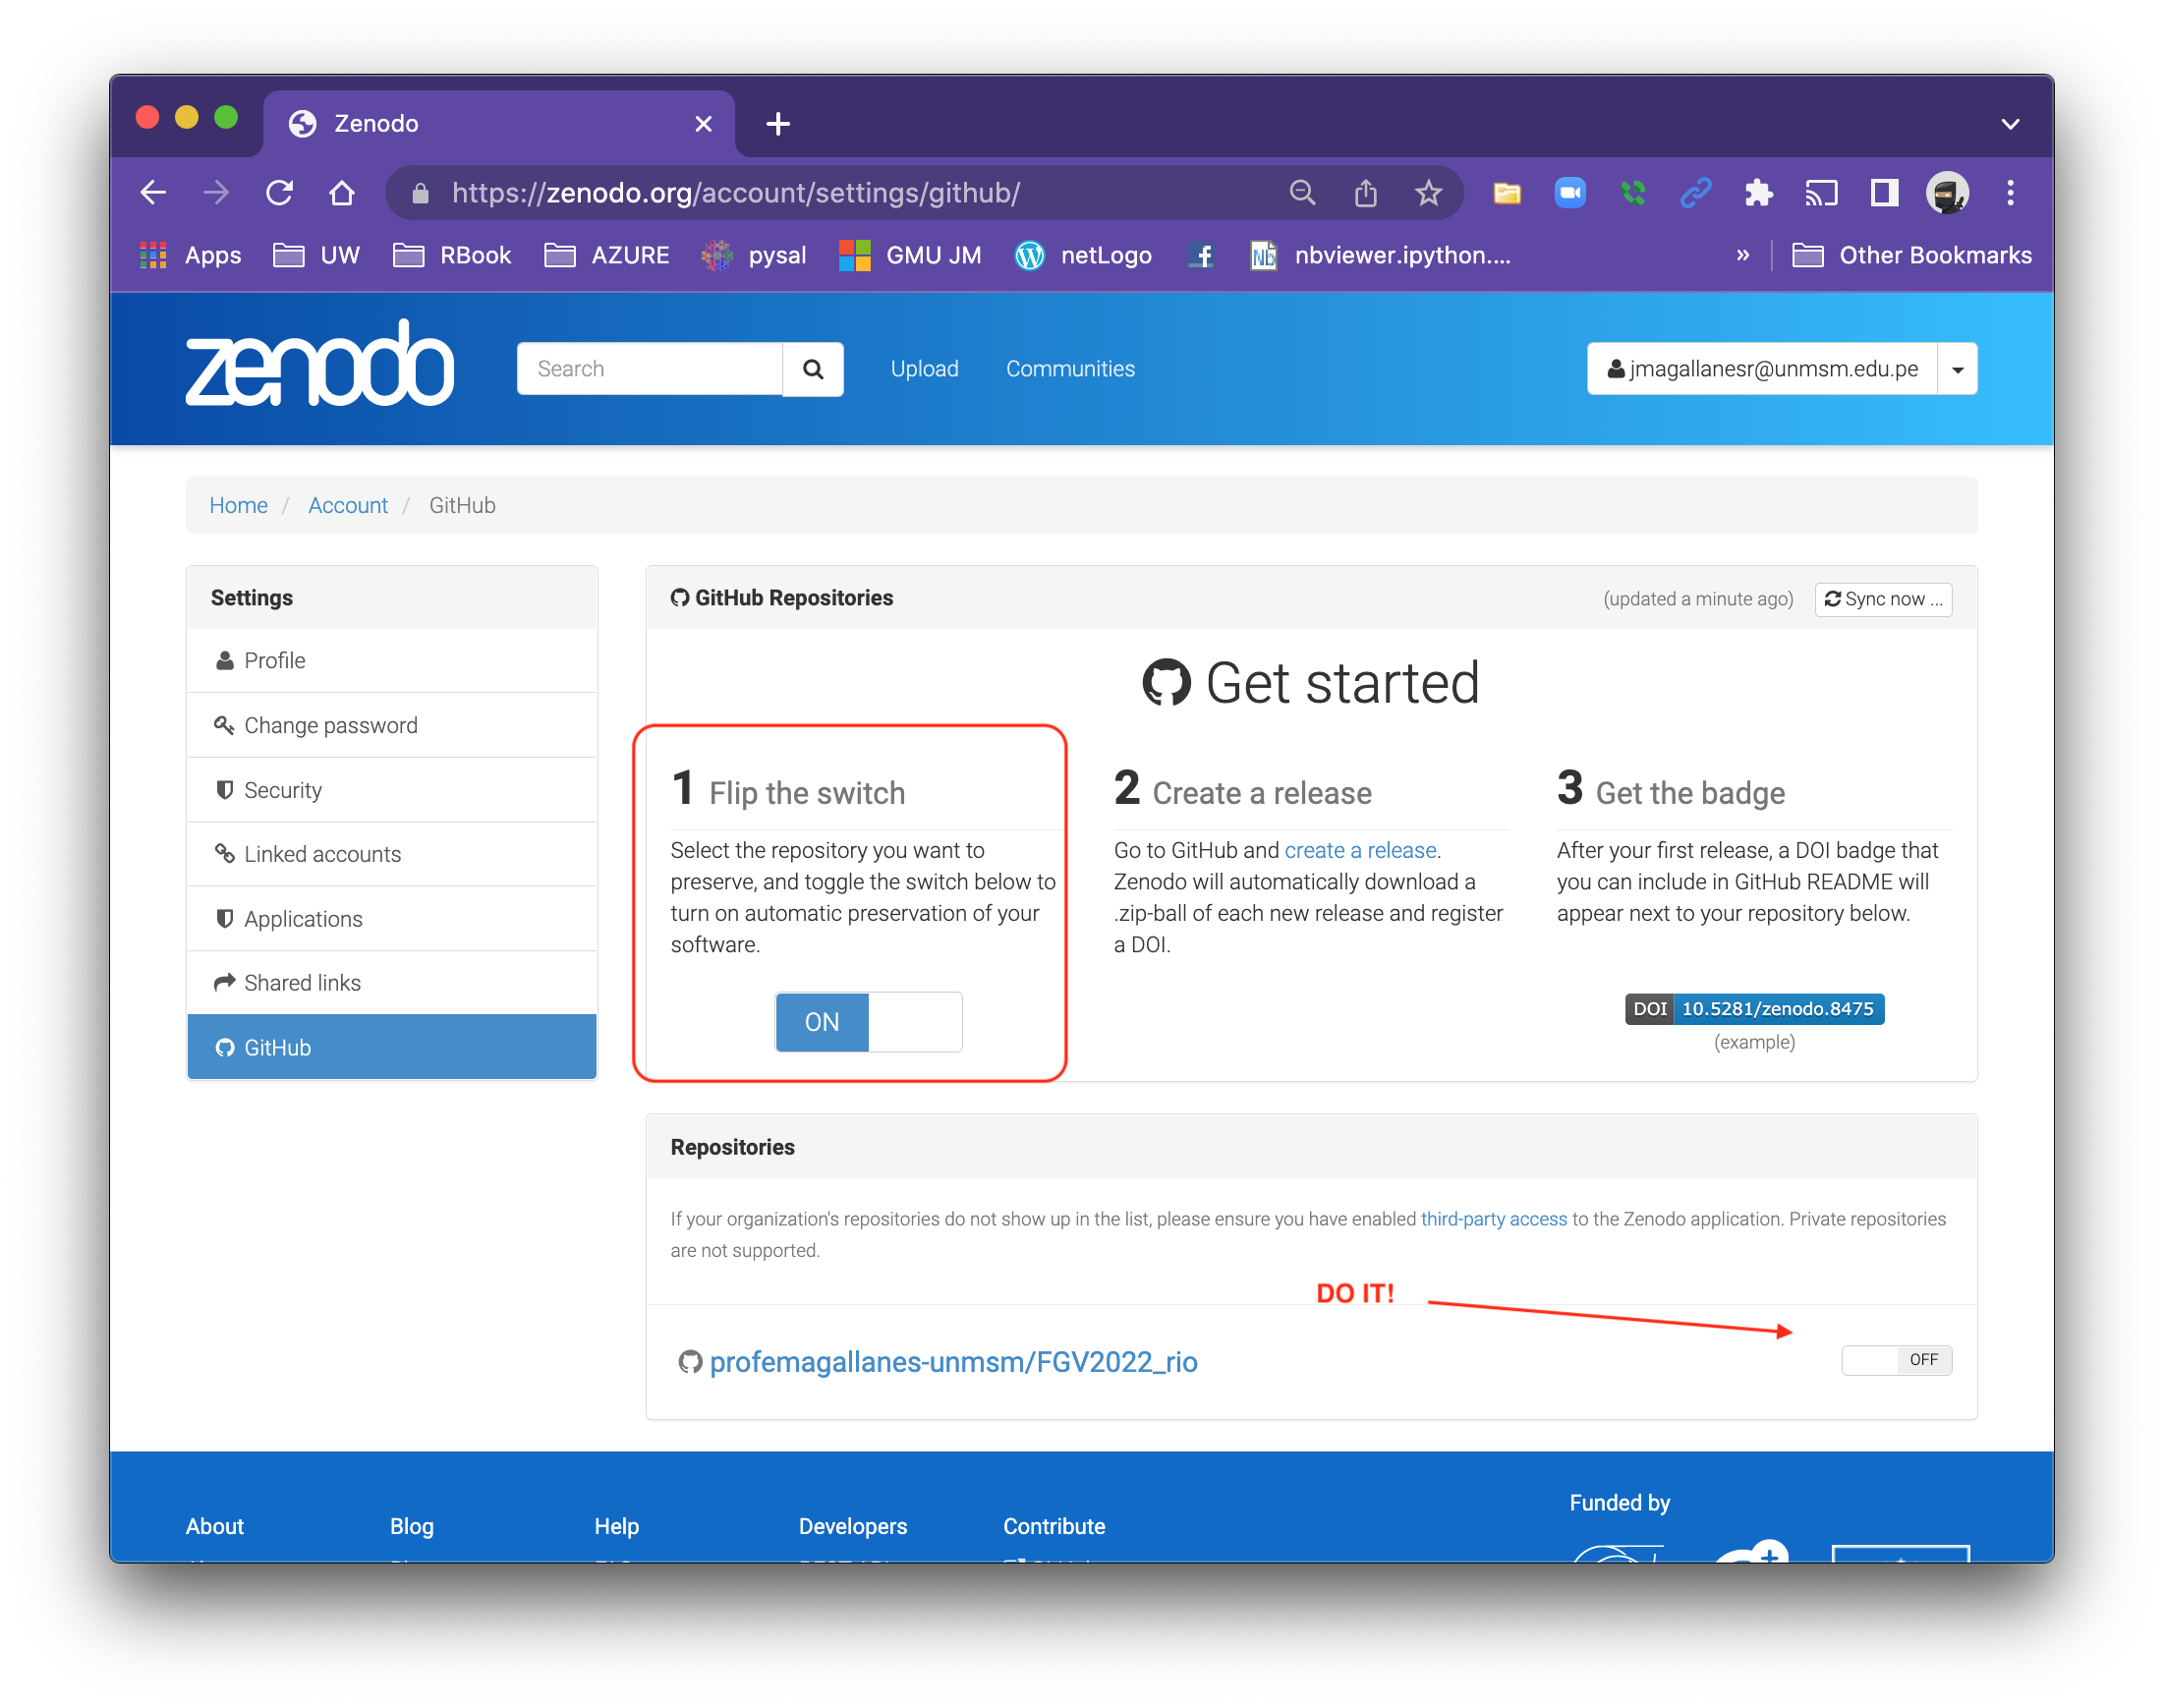 Zenodo
https://zenodo.org/account/settings/github/
Apps UW RBook AZURE pysal GMU JM netLogo nbviewer.ipython.... » Other Bookmarks
zenodo
Search
Upload Communities
jmagallanesr@unmsm.edu.pe
Home / Account / GitHub
Settings
Profile
Change password
Security
Linked accounts
Applications
Shared links
GitHub
GitHub Repositories (updated a minute ago) Sync now ...
Get started
1 Flip the switch
Select the repository you want to
preserve, and toggle the switch below to
turn on automatic preservation of your
software.
ON
2 Create a release
Go to GitHub and create a release.
Zenodo will automatically download a
.zip-ball of each new release and register
a DOI.
3 Get the badge
After your first release, a DOI badge that
you can include in GitHub README will
appear next to your repository below.
DOI 10.5281/zenodo.8475
(example)
Repositories
If your organization's repositories do not show up in the list, please ensure you have enabled third-party access to the Zenodo application. Private repositories
are not supported.
DO IT!
profemagallanes-unmsm/FGV2022_rio OFF
Funded by
About Blog Help Developers Contribute